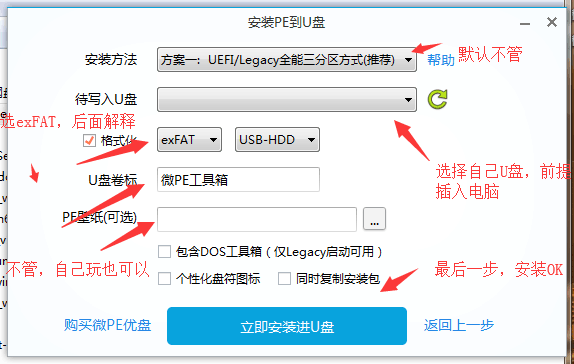 安装PE到U盘
安装方法
方案一：UEFI/Legacy全能三分区方式(推荐)
帮助
默认不管
待写入U盘
选exFAT，后面解释
格式化
exFAT
USB-HDD
选择自己U盘，前提
插入电脑
U盘卷标
微PE工具箱
PE壁纸(可选)
...
不管，自己玩也可以
包含DOS工具箱（仅Legacy启动可用）
个性化盘符图标
同时复制安装包
最后一步，安装OK
购买微PE优盘
立即安装进U盘
返回上一步